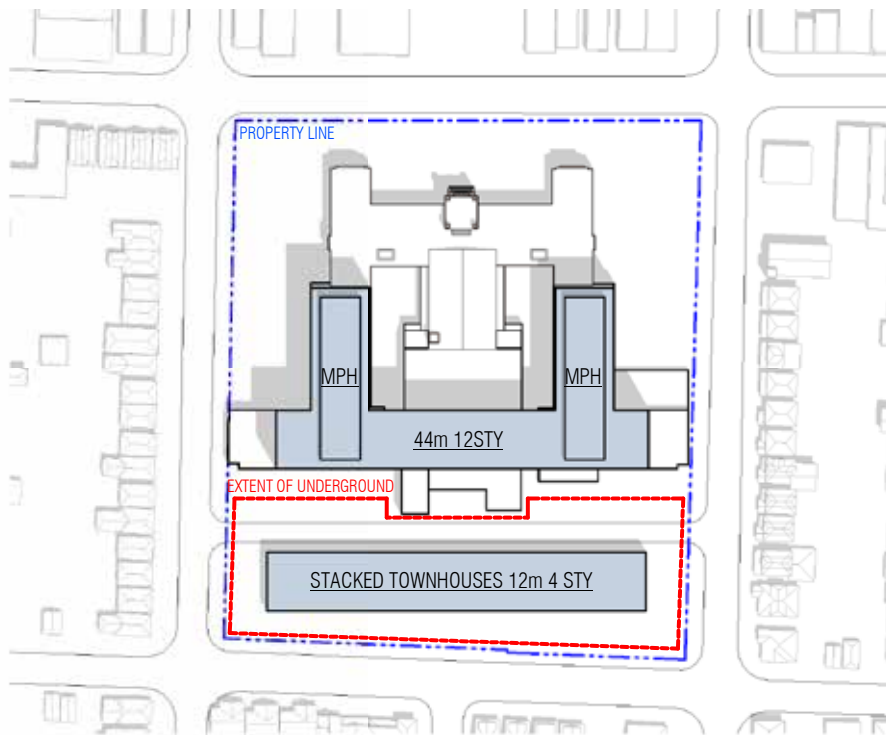 PROPERTY LINE
MPH
MPH
44m 12STY
EXTENT OF UNDERGROUND
STACKED TOWNHOUSES 12m 4 STY